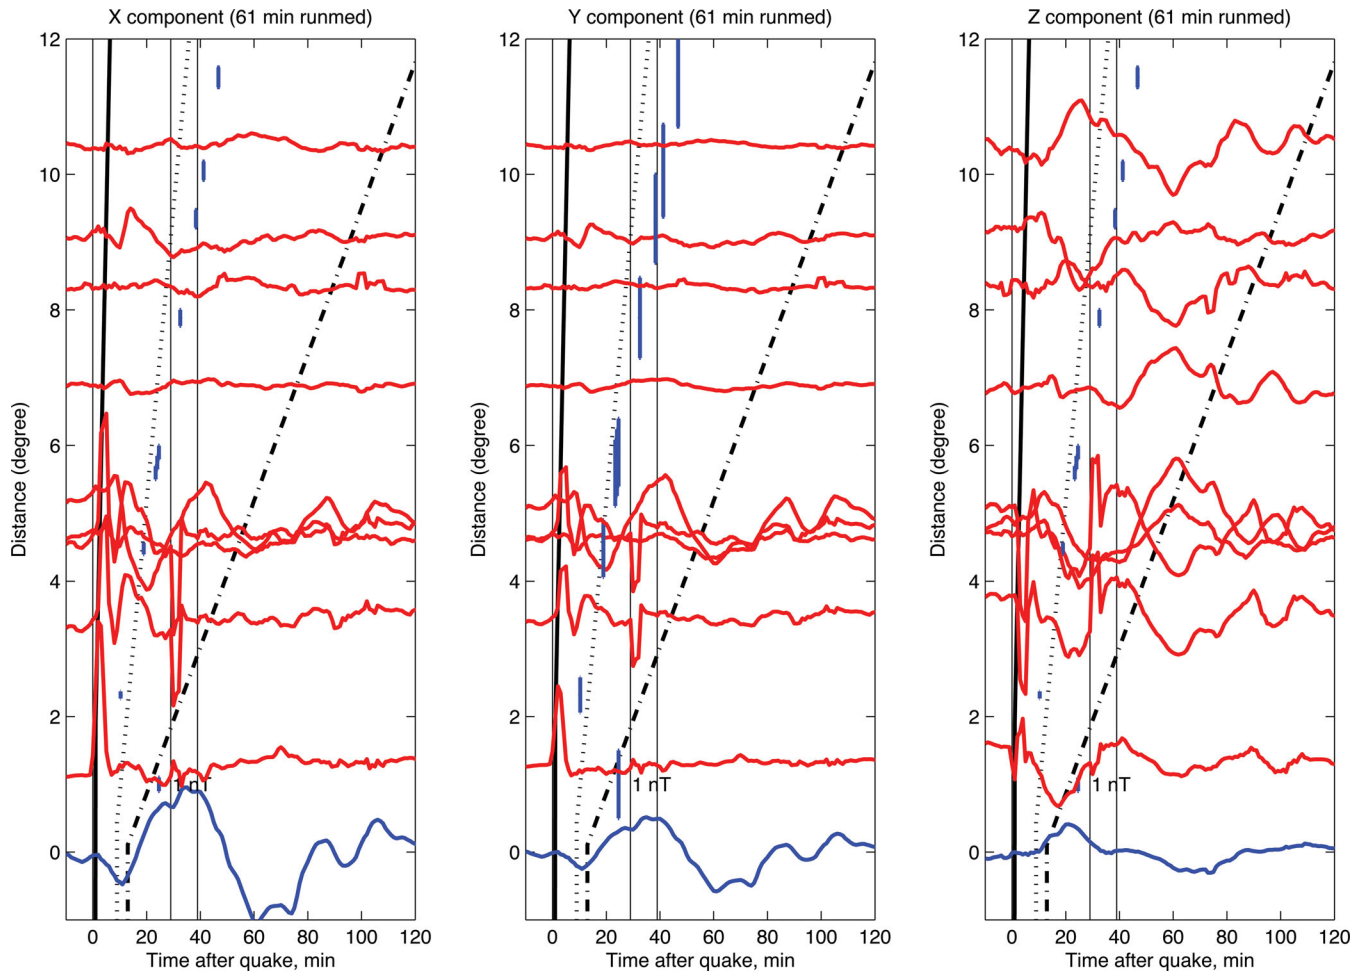 X component (61 min runmed)
12
10
8
6
4
2
0
Distance (degree)
1 nT
0 20 40 60 80 100 120
Time after quake, min
Y component (61 min runmed)
12
10
8
6
4
2
0
Distance (degree)
1 nT
0 20 40 60 80 100 120
Time after quake, min
Z component (61 min runmed)
12
10
8
6
4
2
0
Distance (degree)
1 nT
0 20 40 60 80 100 120
Time after quake, min